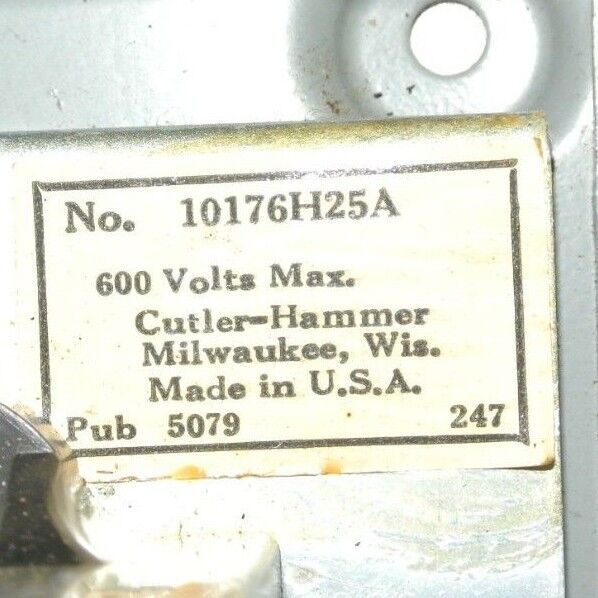 No. 10176H25A
600 Volts Max.
Cutler-Hammer
Milwaukee, Wis.
Made in U.S.A.
Pub 5079 247